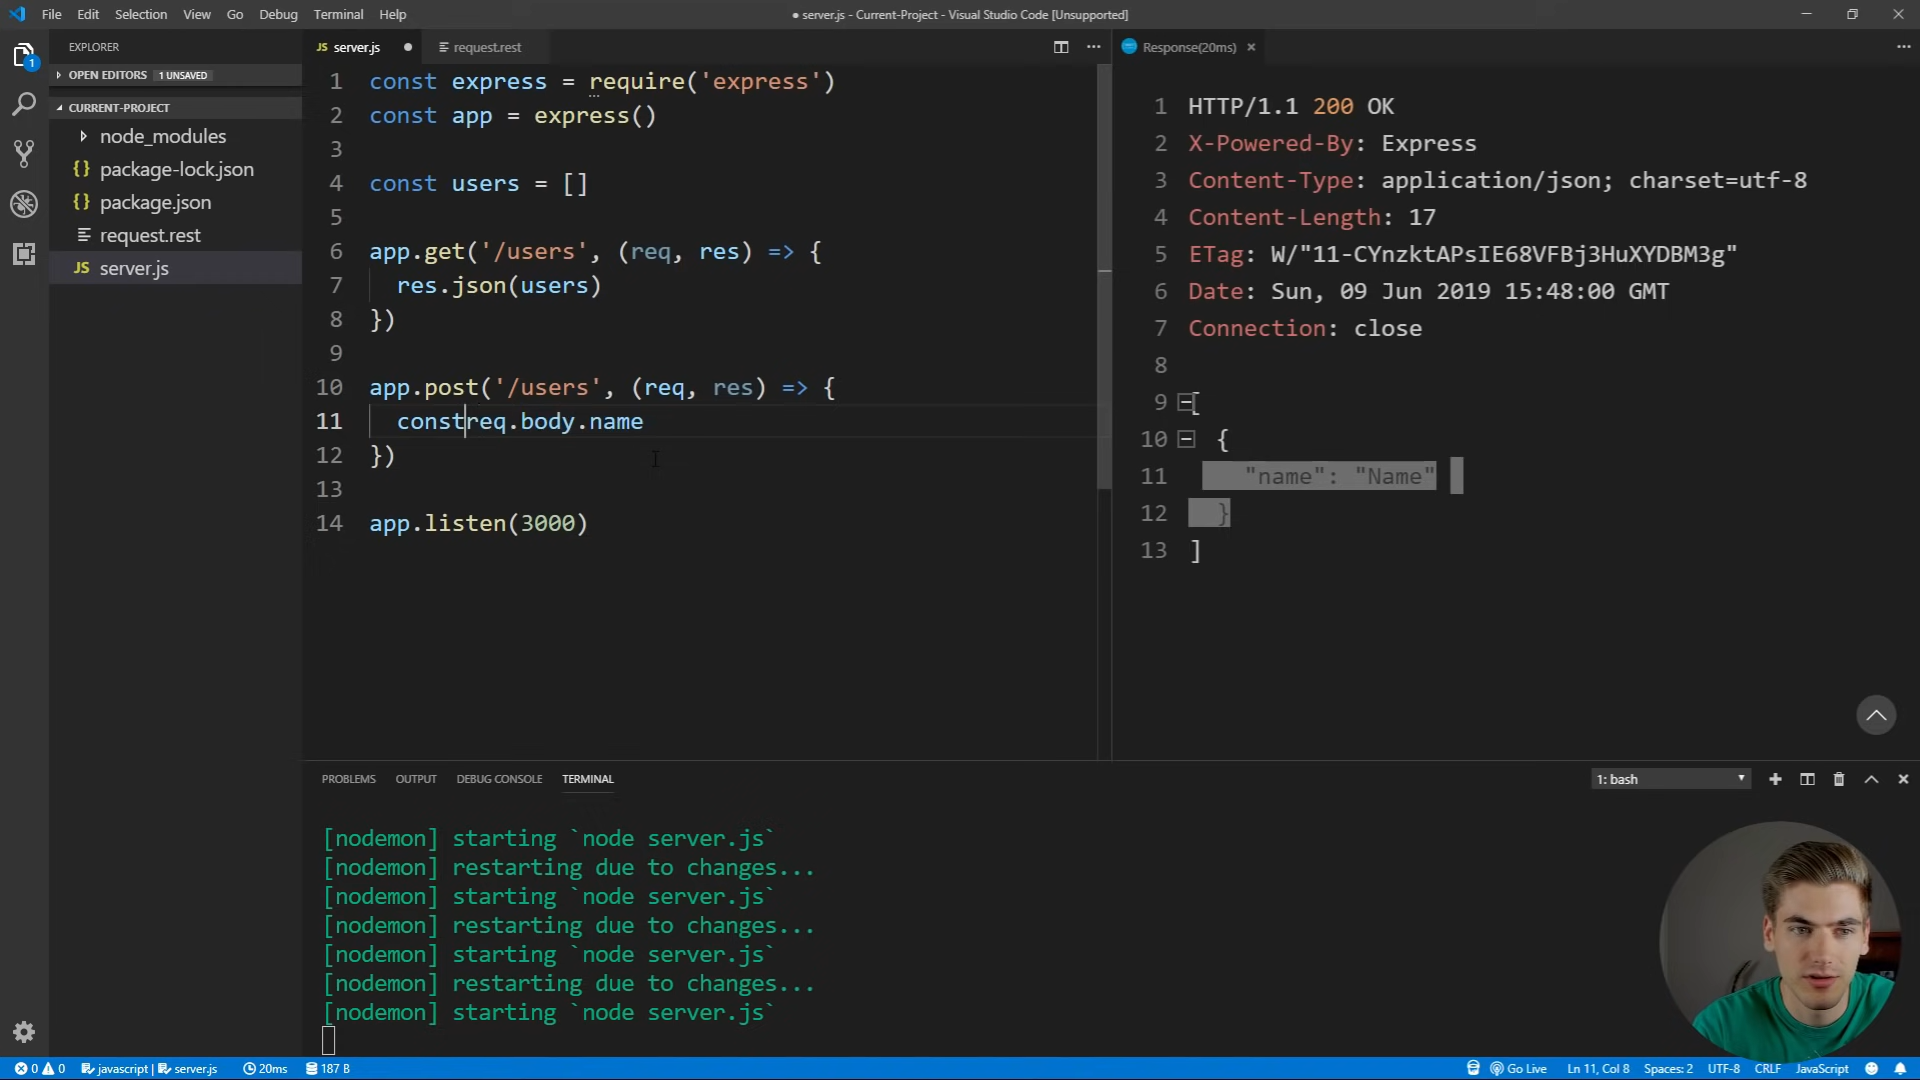 File Edit Selection View Go Debug Terminal Help
● server.js - Current-Project - Visual Studio Code [Unsupported]
EXPLORER
OPEN EDITORS 1 UNSAVED
CURRENT-PROJECT
node_modules
{} package-lock.json
{} package.json
request.rest
JS server.js
1
JS server.js ●
request.rest
1 const express = require('express')
2 const app = express()
3
4 const users = []
5
6 app.get('/users', (req, res) => {
7 res.json(users)
8 })
9
10 app.post('/users', (req, res) => {
11 constreq.body.name
12 })
13
14 app.listen(3000)
Response(20ms) ×
1 HTTP/1.1 200 OK
2 X-Powered-By: Express
3 Content-Type: application/json; charset=utf-8
4 Content-Length: 17
5 ETag: W/"11-CYnzktAPsIE68VFBj3HuXYDBM3g"
6 Date: Sun, 09 Jun 2019 15:48:00 GMT
7 Connection: close
8
9 [
10 {
11 "name": "Name"
12 }
13 ]
PROBLEMS OUTPUT DEBUG CONSOLE TERMINAL
1: bash
[nodemon] starting `node server.js`
[nodemon] restarting due to changes...
[nodemon] starting `node server.js`
[nodemon] restarting due to changes...
[nodemon] starting `node server.js`
[nodemon] restarting due to changes...
[nodemon] starting `node server.js`
0 0 javascript | server.js 20ms 187 B
Go Live Ln 11, Col 8 Spaces: 2 UTF-8 CRLF JavaScript